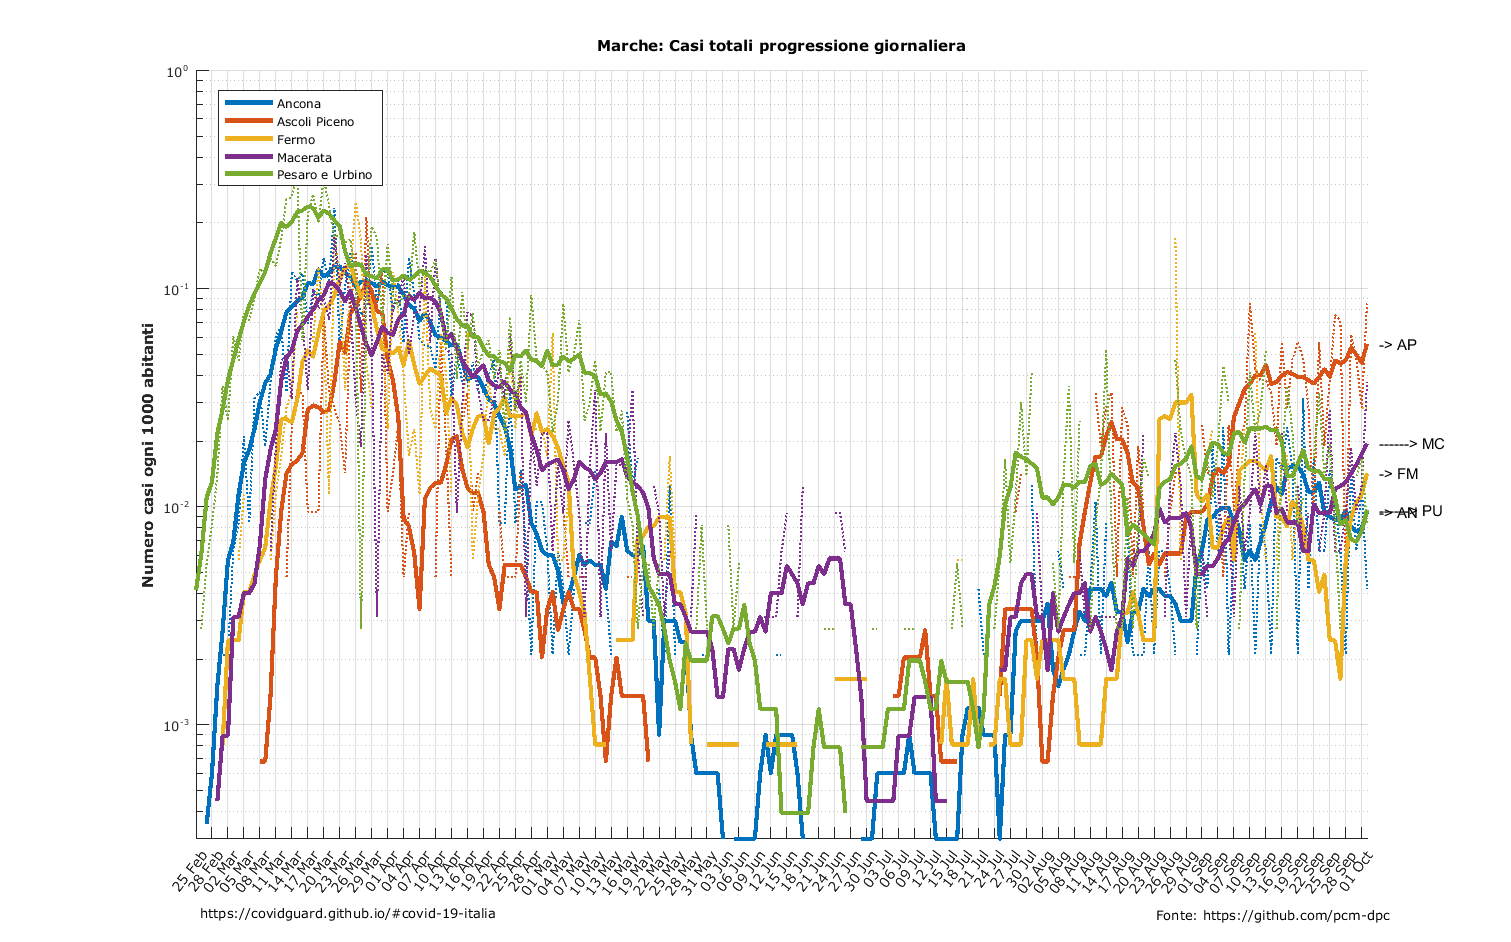 Marche: Casi totali progressione giornaliera
10⁰
10⁻¹
10⁻²
10⁻³
Numero casi ogni 1000 abitanti
Ancona
Ascoli Piceno
Fermo
Macerata
Pesaro e Urbino
-> AP
------> MC
-> FM
------> PU
-> AN
25 Feb
28 Feb
02 Mar
05 Mar
08 Mar
11 Mar
14 Mar
17 Mar
20 Mar
23 Mar
26 Mar
29 Mar
01 Apr
04 Apr
07 Apr
10 Apr
13 Apr
16 Apr
19 Apr
22 Apr
25 Apr
28 Apr
01 May
04 May
07 May
10 May
13 May
16 May
19 May
22 May
25 May
28 May
31 May
03 Jun
06 Jun
09 Jun
12 Jun
15 Jun
18 Jun
21 Jun
24 Jun
27 Jun
30 Jun
03 Jul
06 Jul
09 Jul
12 Jul
15 Jul
18 Jul
21 Jul
24 Jul
27 Jul
30 Jul
02 Aug
05 Aug
08 Aug
11 Aug
14 Aug
17 Aug
20 Aug
23 Aug
26 Aug
29 Aug
01 Sep
04 Sep
07 Sep
10 Sep
13 Sep
16 Sep
19 Sep
22 Sep
25 Sep
28 Sep
01 Oct
https://covidguard.github.io/#covid-19-italia
Fonte: https://github.com/pcm-dpc